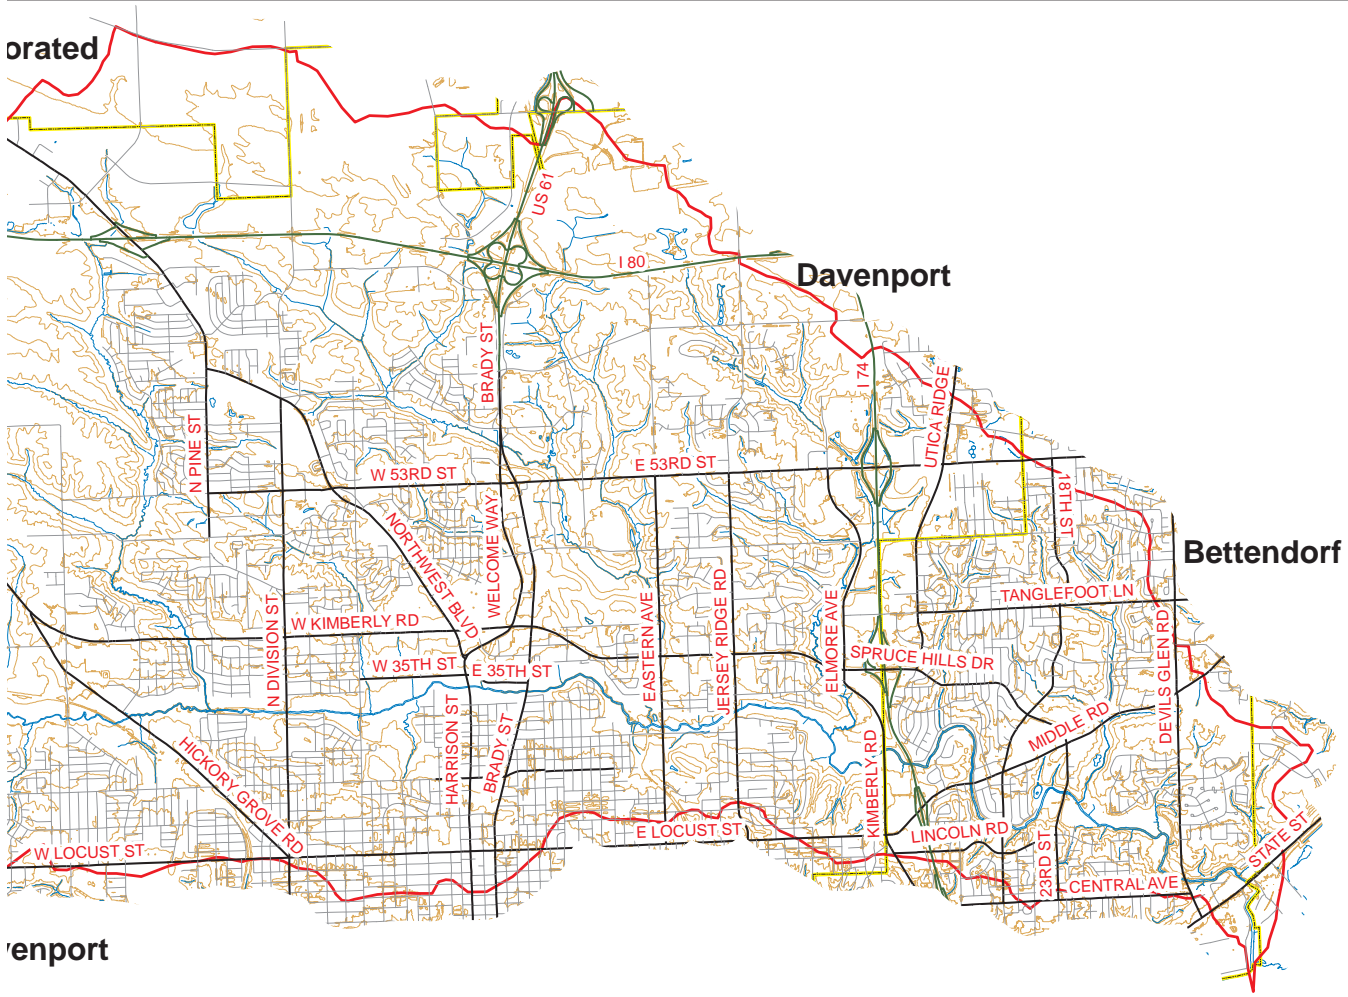 orated
US 61
I 80
Davenport
BRADY ST
I 74
UTICA RIDGE
N PINE ST
W 53RD ST
E 53RD ST
18TH ST
WELCOME WAY
NORTHWEST BLVD
Bettendorf
N DIVISION ST
W KIMBERLY RD
EASTERN AVE
JERSEY RIDGE RD
ELMORE AVE
TANGLEFOOT LN
DEVILS GLEN RD
W 35TH ST
E 35TH ST
SPRUCE HILLS DR
HARRISON ST
BRADY ST
MIDDLE RD
HICKORY GROVE RD
KIMBERLY RD
W LOCUST ST
E LOCUST ST
LINCOLN RD
23RD ST
STATE ST
CENTRAL AVE
venport